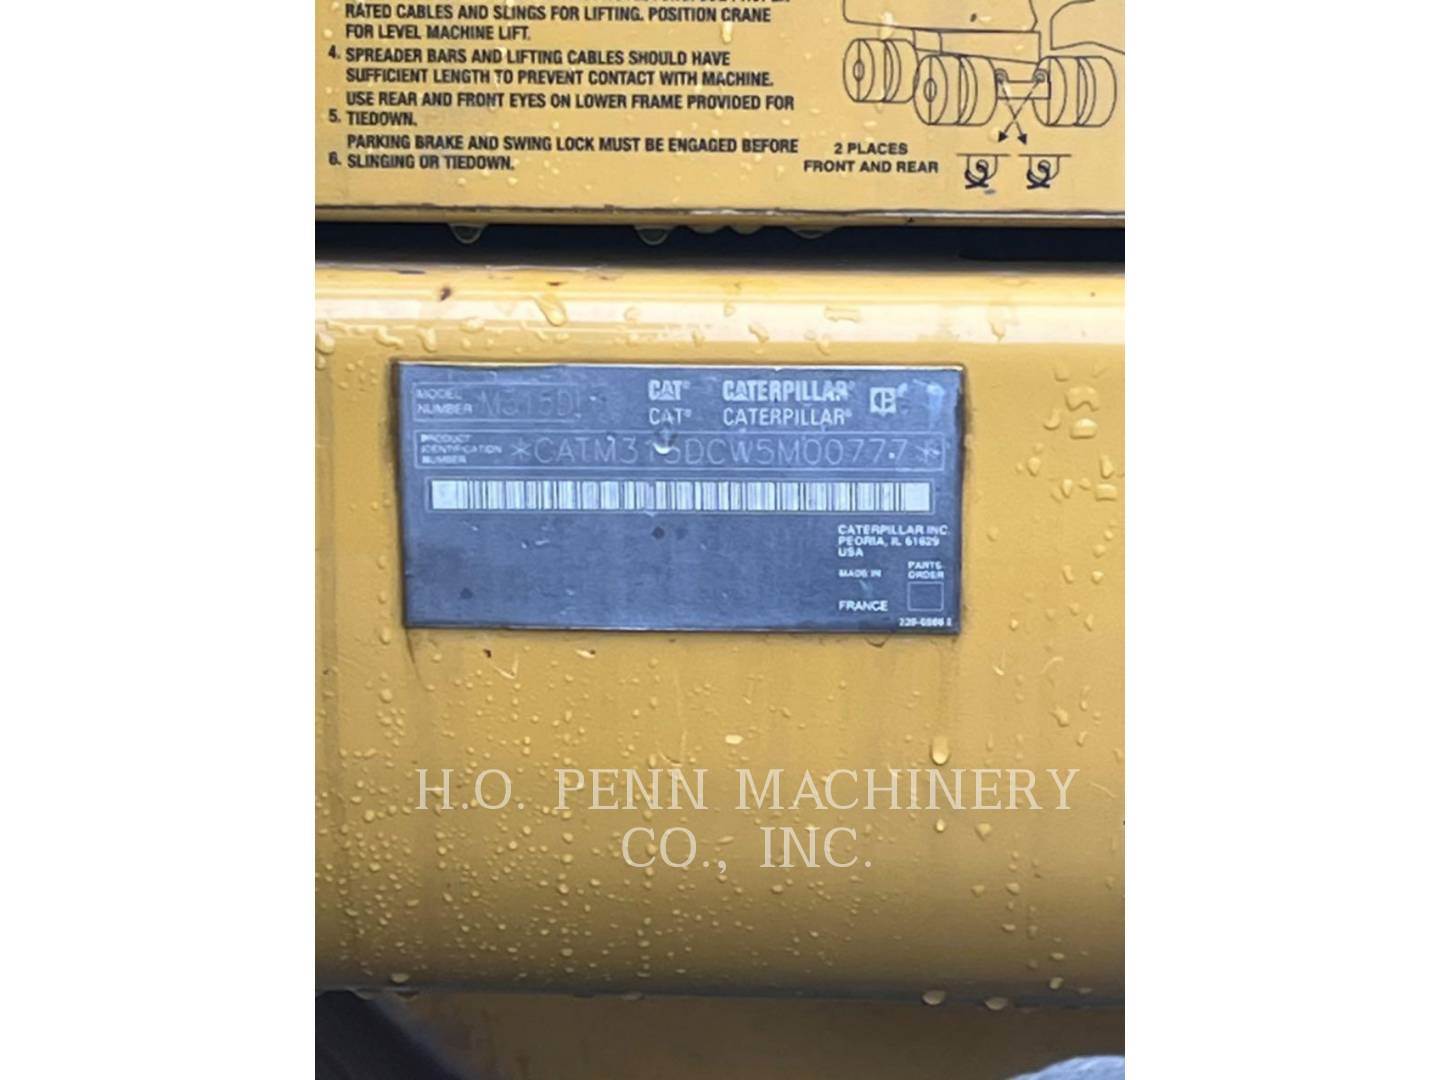 RATED CABLES AND SLINGS FOR LIFTING. POSITION CRANE
FOR LEVEL MACHINE LIFT.
4. SPREADER BARS AND LIFTING CABLES SHOULD HAVE
SUFFICIENT LENGTH TO PREVENT CONTACT WITH MACHINE.
USE REAR AND FRONT EYES ON LOWER FRAME PROVIDED FOR
5. TIEDOWN.
PARKING BRAKE AND SWING LOCK MUST BE ENGAGED BEFORE
6. SLINGING OR TIEDOWN.
2 PLACES
FRONT AND REAR
MODEL
NUMBER
M315D
CAT® CATERPILLAR®
CAT® CATERPILLAR®
PRODUCT
IDENTIFICATION
NUMBER
*CATM315DCW5M00777*
CATERPILLAR INC.
PEORIA, IL 61629
USA
MADE IN
FRANCE
PARTS
ORDER
H.O. PENN MACHINERY
CO., INC.